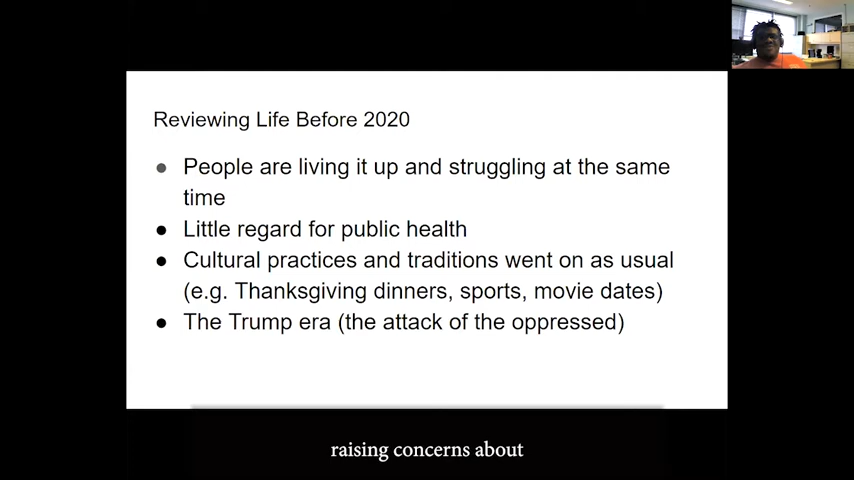 Reviewing Life Before 2020
● People are living it up and struggling at the same
time
● Little regard for public health
● Cultural practices and traditions went on as usual
(e.g. Thanksgiving dinners, sports, movie dates)
● The Trump era (the attack of the oppressed)
raising concerns about